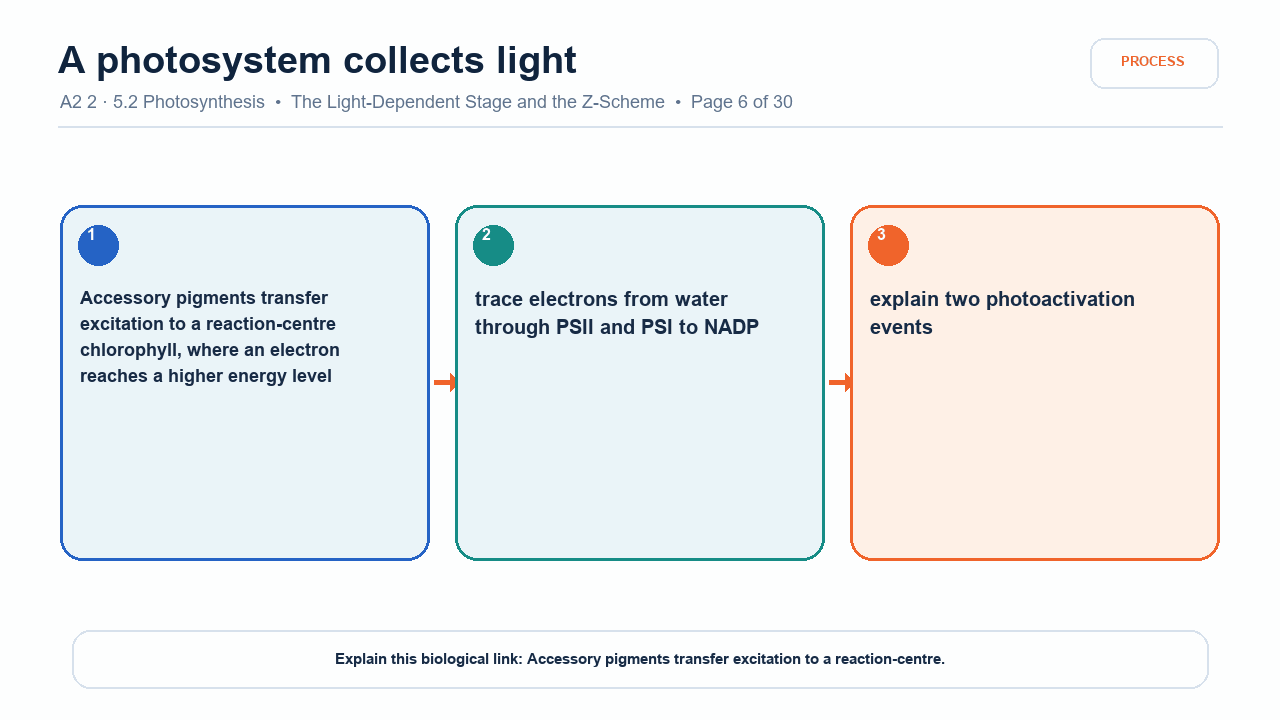 A photosystem collects light
PROCESS
A2 2 · 5.2 Photosynthesis • The Light-Dependent Stage and the Z-Scheme • Page 6 of 30
1
Accessory pigments transfer
excitation to a reaction-centre
chlorophyll, where an electron
reaches a higher energy level
2
trace electrons from water
through PSII and PSI to NADP
3
explain two photoactivation
events
Explain this biological link: Accessory pigments transfer excitation to a reaction-centre.